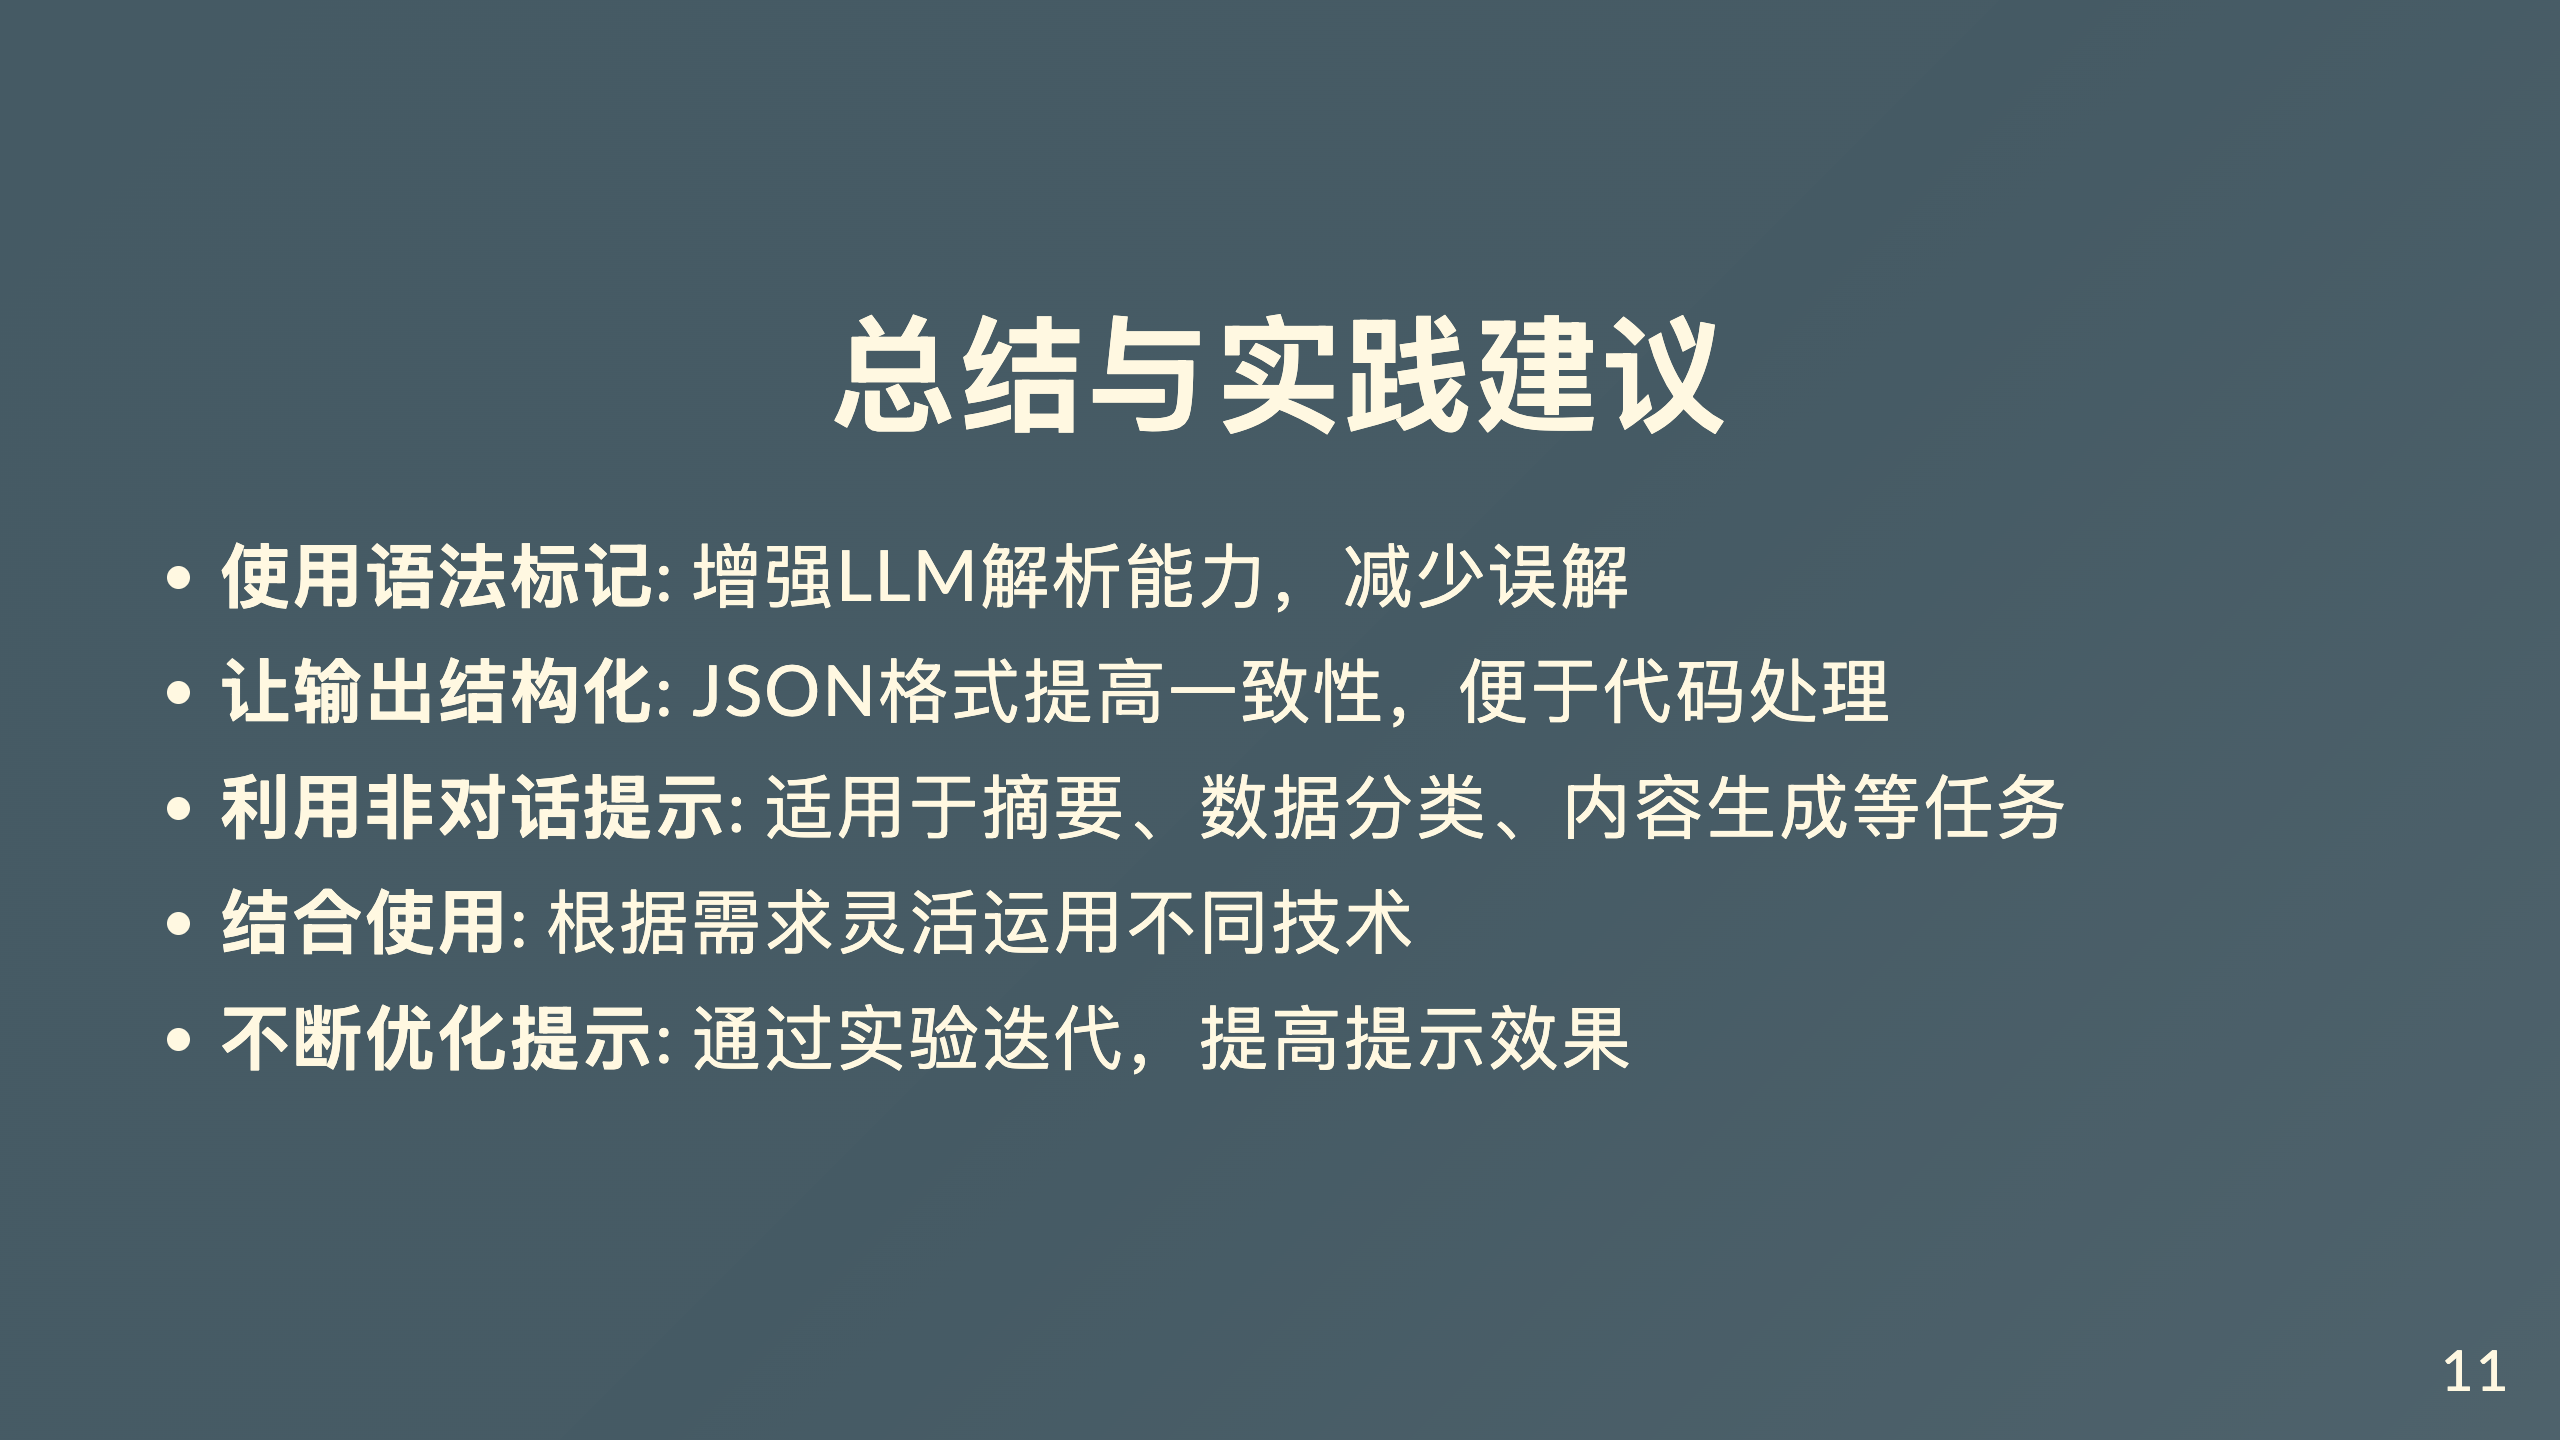 总结与实践建议
• 使用语法标记: 增强LLM解析能力，减少误解
• 让输出结构化: JSON格式提高一致性，便于代码处理
• 利用非对话提示: 适用于摘要、数据分类、内容生成等任务
• 结合使用: 根据需求灵活运用不同技术
• 不断优化提示: 通过实验迭代，提高提示效果
11